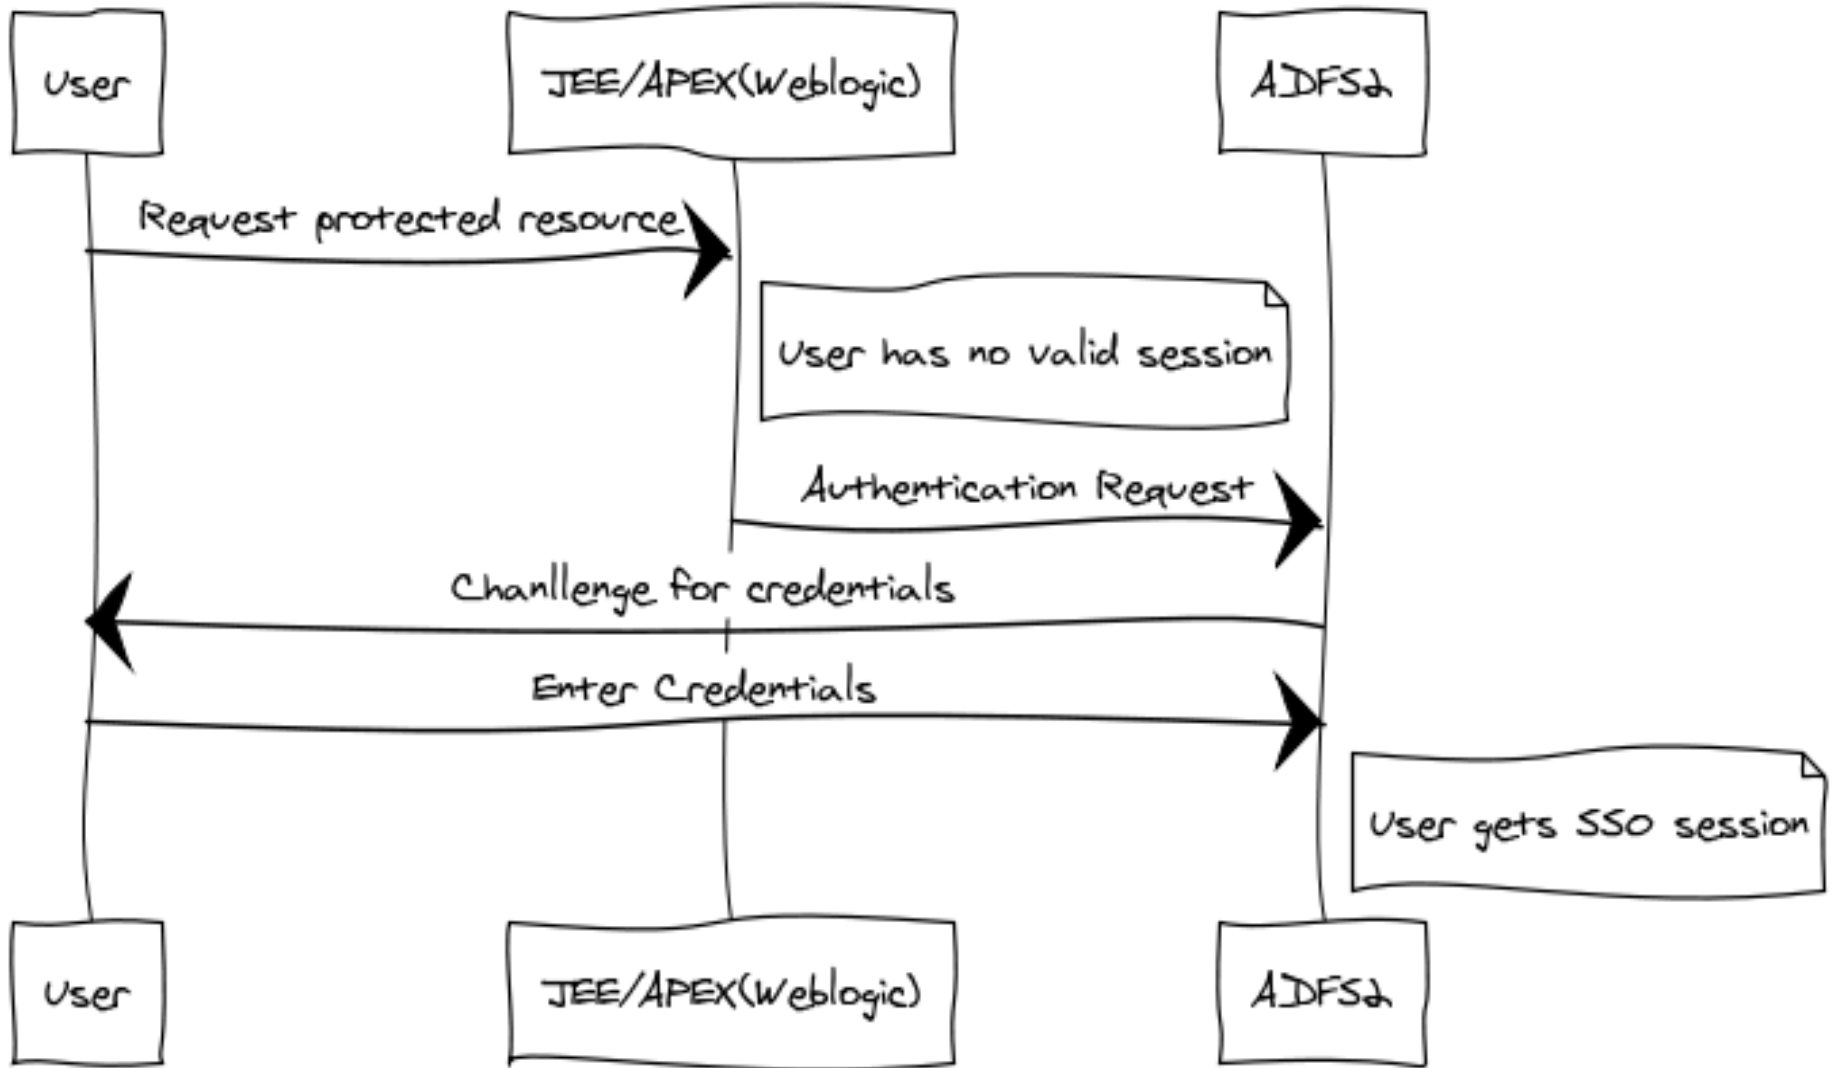 User
JEE/APEX(Weblogic)
ADFS2
Request protected resource
User has no valid session
Authentication Request
Chanllenge for credentials
Enter Credentials
User gets SSO session
User
JEE/APEX(Weblogic)
ADFS2